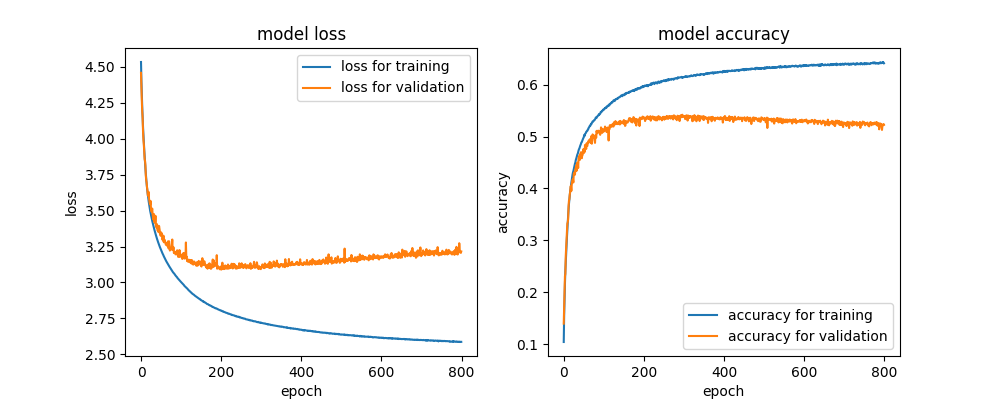 model loss
4.50
4.25
4.00
3.75
3.50
3.25
3.00
2.75
2.50
loss
0 200 400 600 800
epoch
loss for training
loss for validation
model accuracy
0.6
0.5
0.4
0.3
0.2
0.1
accuracy
0 200 400 600 800
epoch
accuracy for training
accuracy for validation